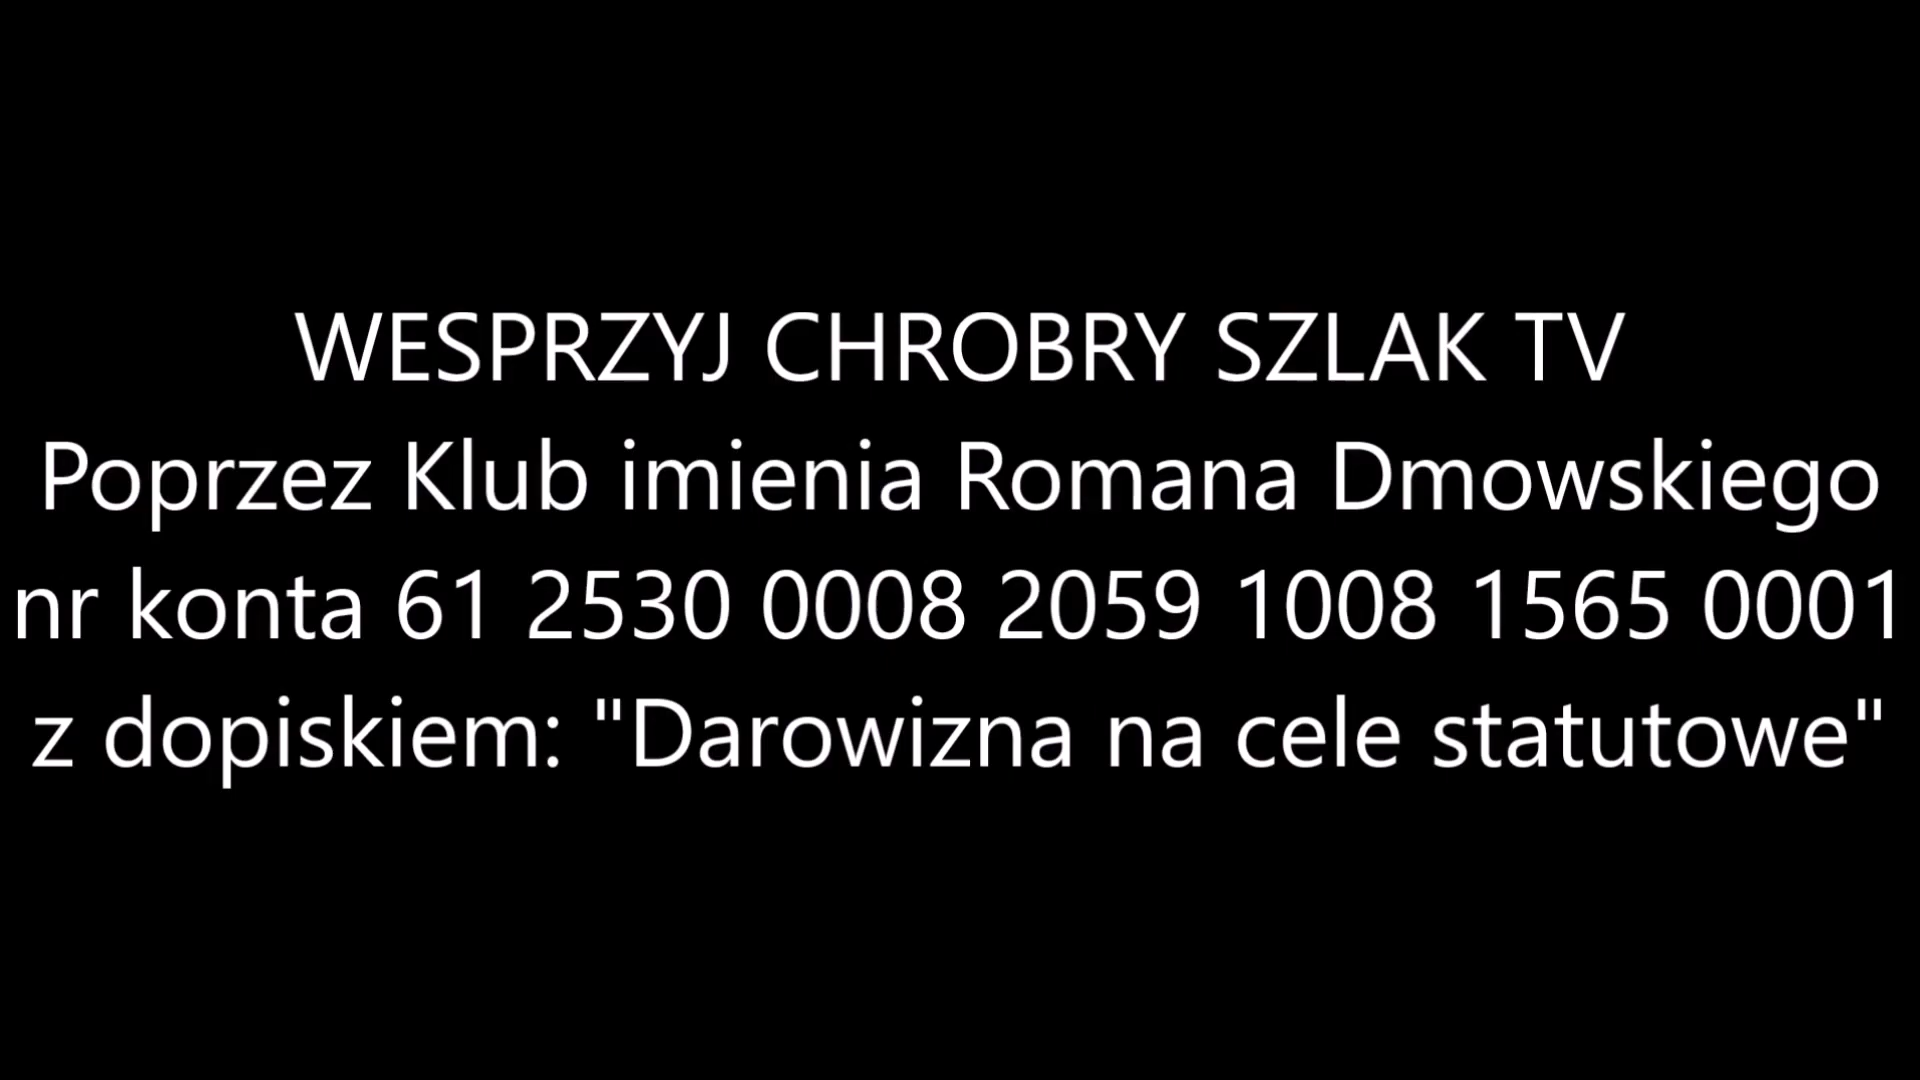 WESPRZYJ CHROBRY SZLAK TV
Poprzez Klub imienia Romana Dmowskiego
nr konta 61 2530 0008 2059 1008 1565 0001
z dopiskiem: "Darowizna na cele statutowe"